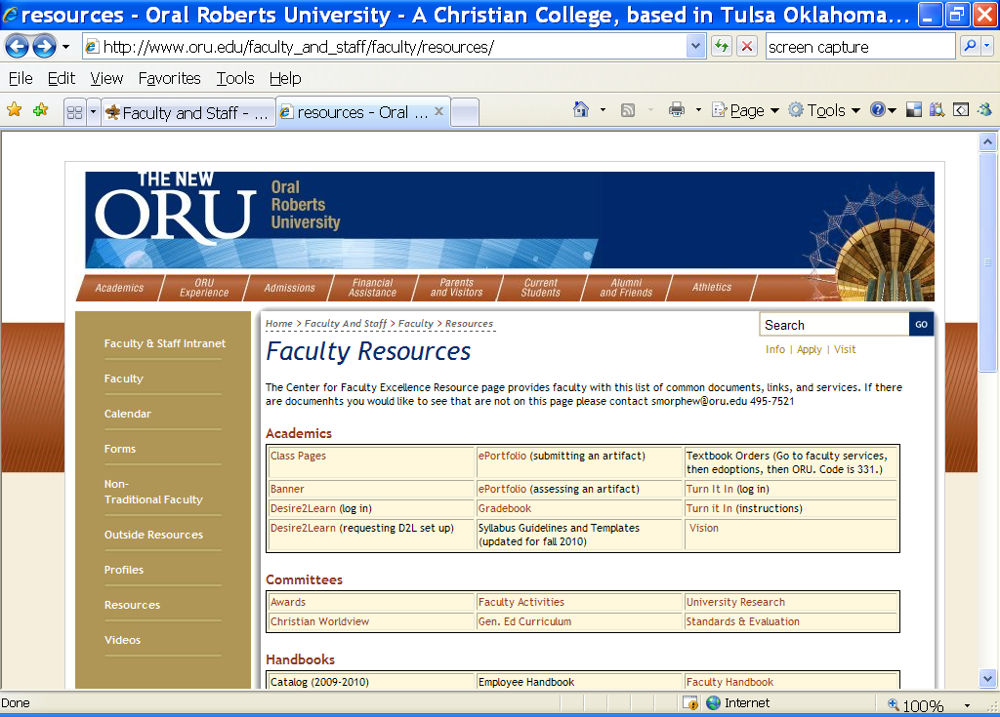 resources - Oral Roberts University - A Christian College, based in Tulsa Oklahoma...
http://www.oru.edu/faculty_and_staff/faculty/resources/
screen capture
File Edit View Favorites Tools Help
Faculty and Staff - ...
resources - Oral ...
Page Tools
THE NEW
ORU
Oral
Roberts
University
Academics
ORU
Experience
Admissions
Financial
Assistance
Parents
and Visitors
Current
Students
Alumni
and Friends
Athletics
Faculty & Staff Intranet
Faculty
Calendar
Forms
Non-
Traditional Faculty
Outside Resources
Profiles
Resources
Videos
Home > Faculty And Staff > Faculty > Resources
Search GO
Info | Apply | Visit
Faculty Resources
The Center for Faculty Excellence Resource page provides faculty with this list of common documents, links, and services. If there
are documenhts you would like to see that are not on this page please contact smorphew@oru.edu 495-7521
Academics
Class Pages
ePortfolio (submitting an artifact)
Textbook Orders (Go to faculty services,
then edoptions, then ORU. Code is 331.)
Banner
ePortfolio (assessing an artifact)
Turn It In (log in)
Desire2Learn (log in)
Gradebook
Turn it In (instructions)
Desire2Learn (requesting D2L set up)
Syllabus Guidelines and Templates
(updated for fall 2010)
Vision
Committees
Awards
Faculty Activities
University Research
Christian Worldview
Gen. Ed Curriculum
Standards & Evaluation
Handbooks
Catalog (2009-2010)
Employee Handbook
Faculty Handbook
Done
Internet
100%